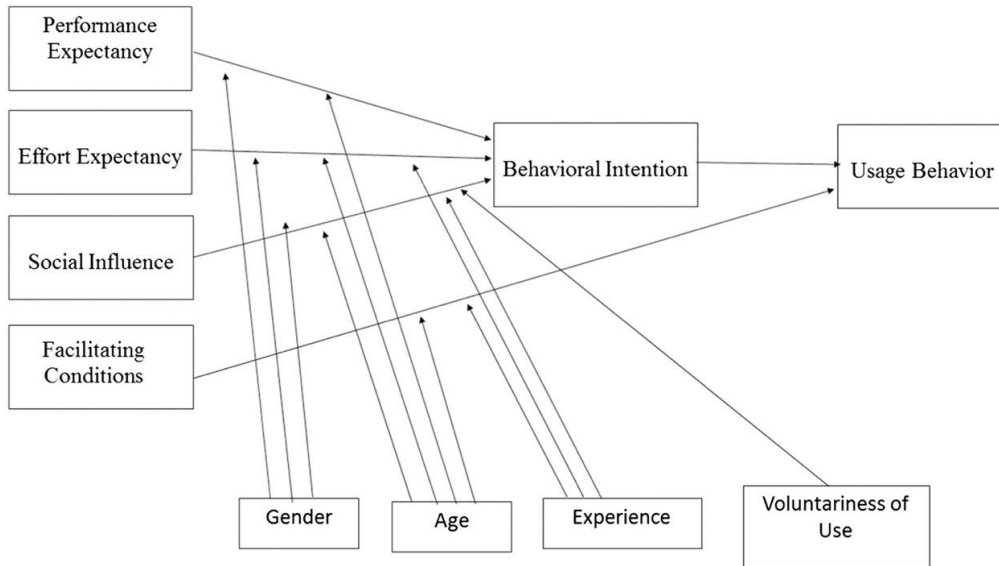 Performance
Expectancy
Effort Expectancy
Social Influence
Facilitating
Conditions
Behavioral Intention
Usage Behavior
Gender
Age
Experience
Voluntariness of
Use